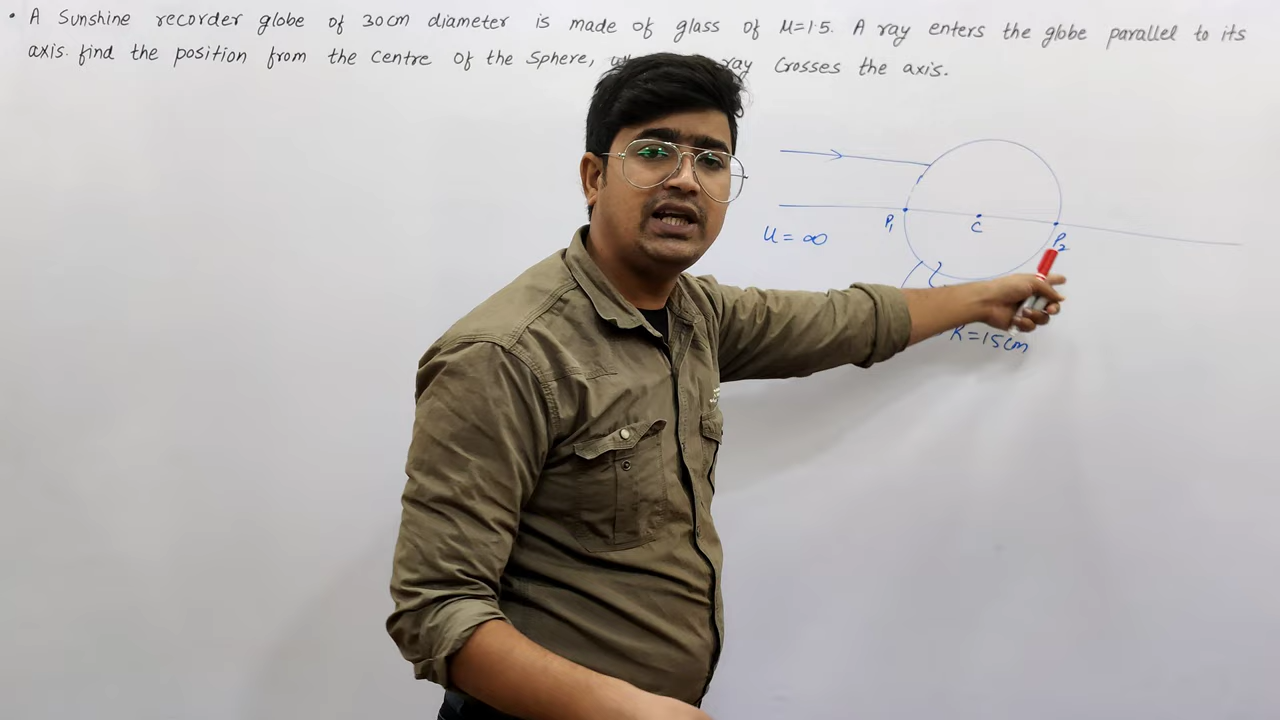 • A Sunshine recorder globe of 30cm diameter is made of glass of μ=1.5. A ray enters the globe parallel to its
axis. find the position from the centre of the sphere, ray crosses the axis.
P1
C
P2
u = ∞
R=15cm